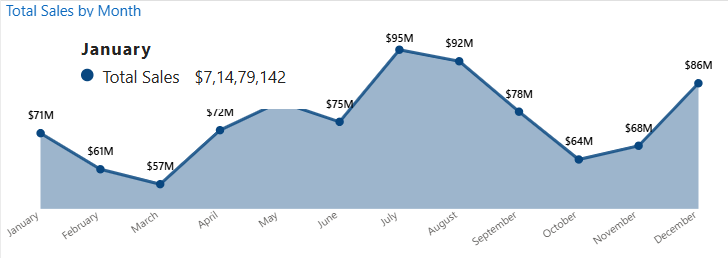 Total Sales by Month
January
Total Sales $7,14,79,142
$71M
$61M
$57M
$72M
$75M
$95M
$92M
$78M
$64M
$68M
$86M
January
February
March
April
May
June
July
August
September
October
November
December